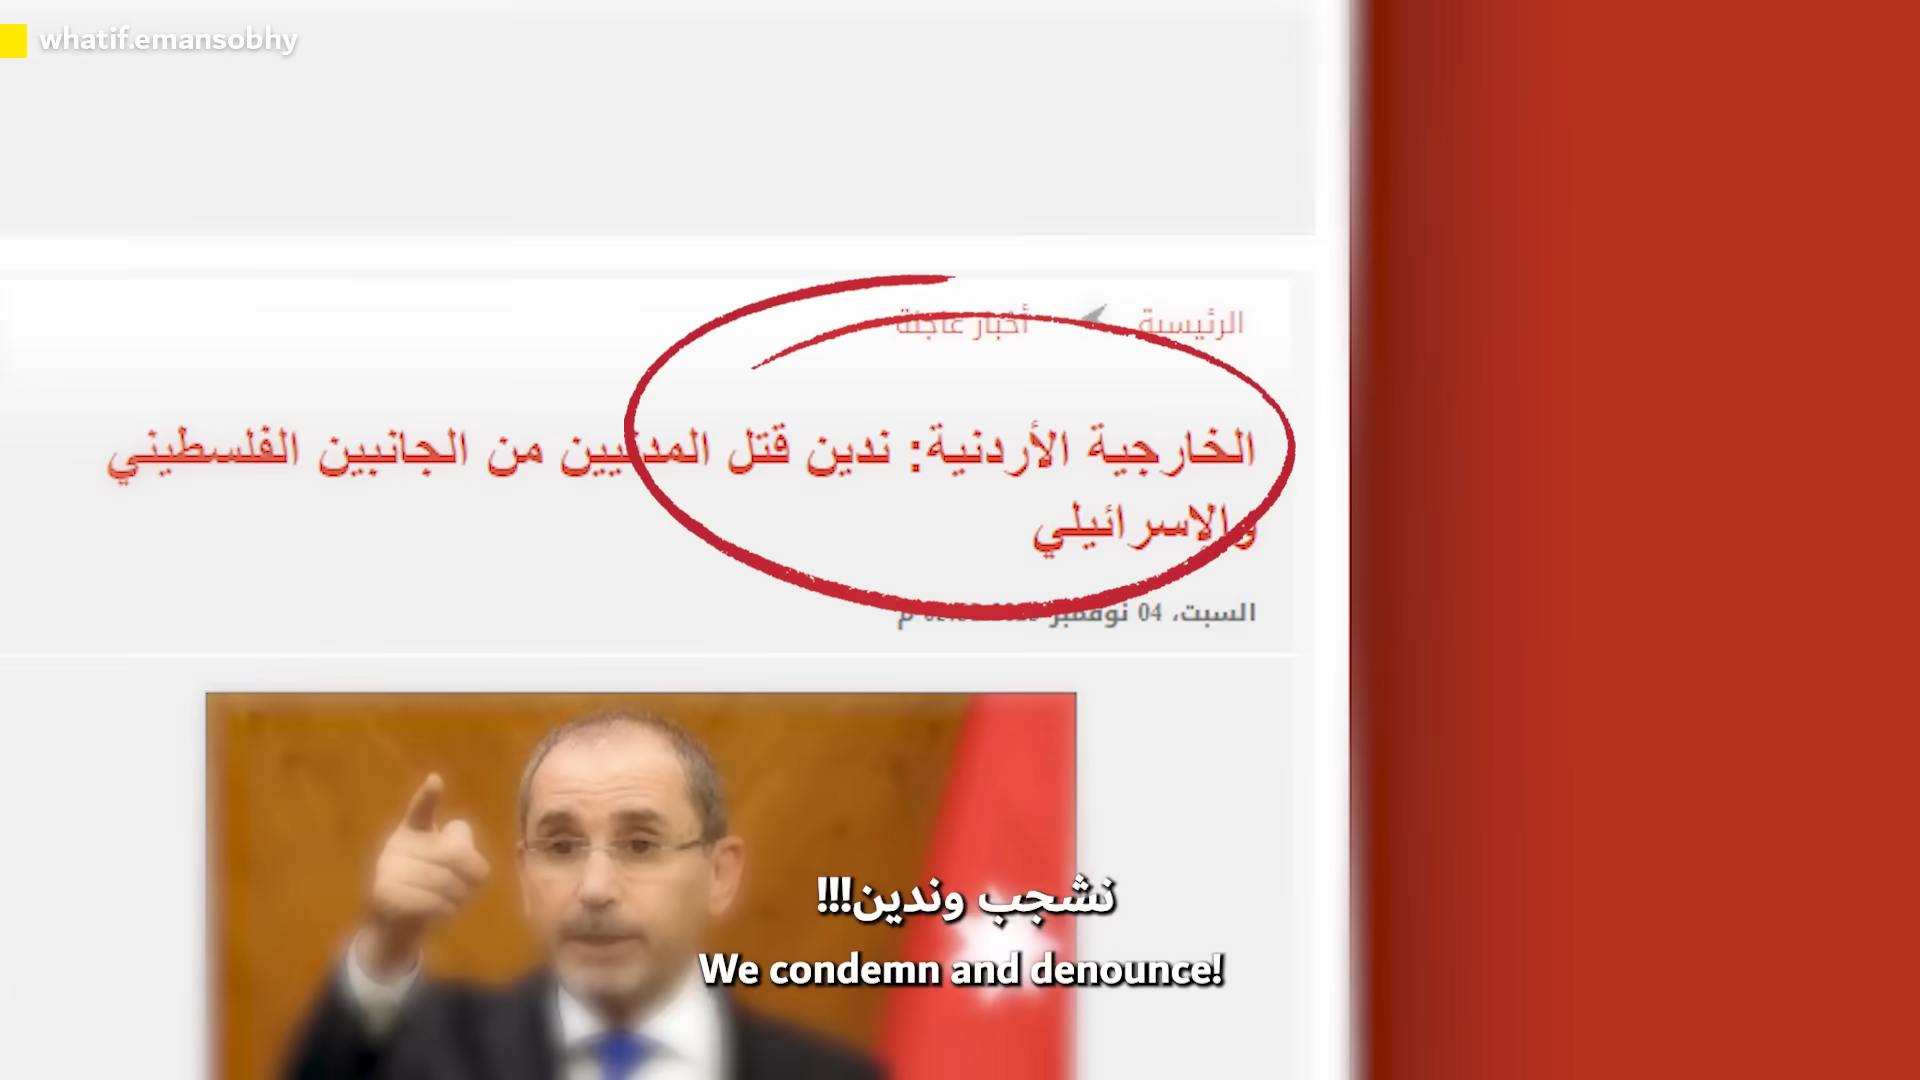 whatif.emansobhy
الرئيسية أخبار عاجلة
الخارجية الأردنية: ندين قتل المدنيين من الجانبين الفلسطيني
والاسرائيلي
السبت، 04 نوفمبر م
نشجب وندين!!!
We condemn and denounce!